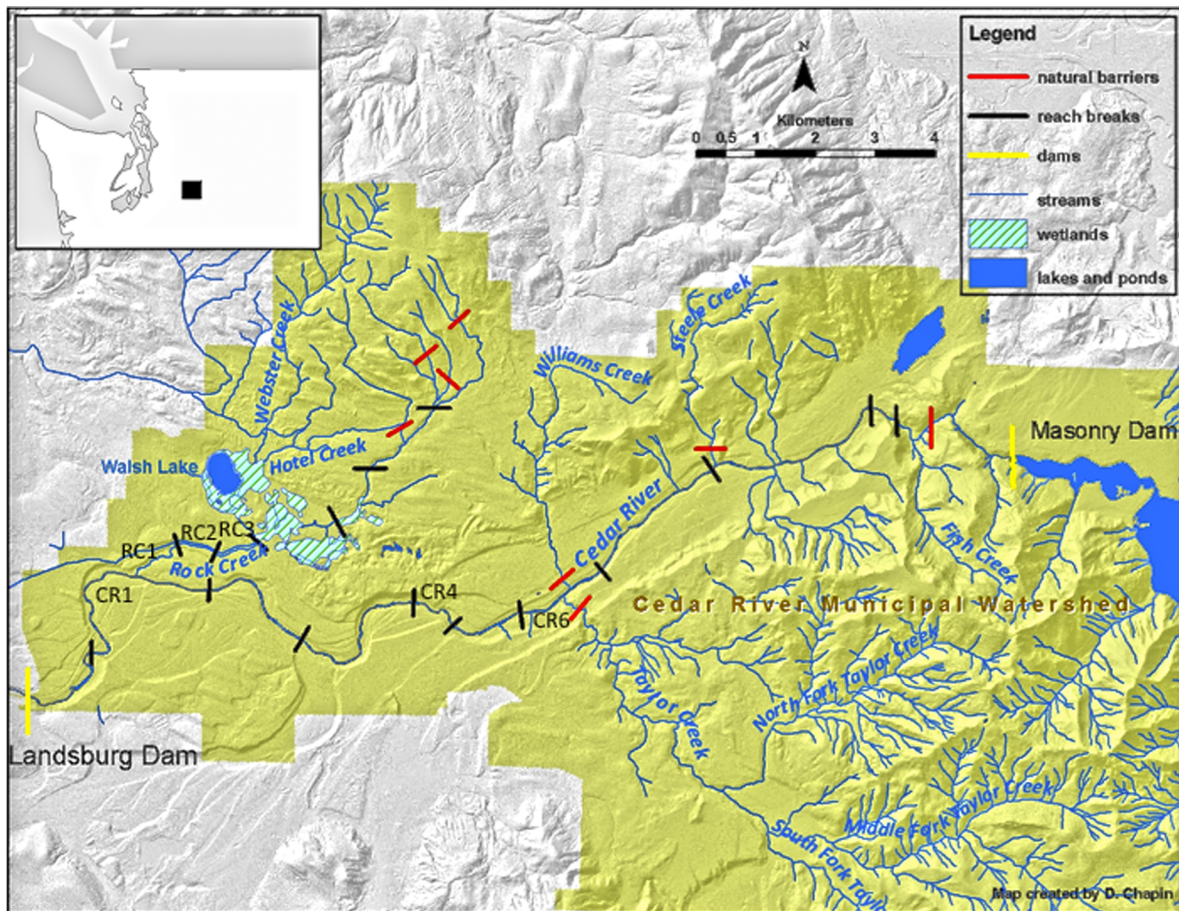 Legend
N
natural barriers
Kilometers
reach breaks
0 0.5 1 2 3 4
dams
streams
wetlands
lakes and ponds
Steele Creek
Webster Creek
Williams Creek
Masonry Dam
Hotel Creek
Walsh Lake
RC1
RC2
RC3
Rock Creek
Cedar River
Figh Creek
CR1
CR4
CR6
Cedar River Municipal Watershed
Taylor Creek
North Fork Taylor Creek
Landsburg Dam
Middle Fork Taylor Creek
South Fork Taylo
Map created by D. Chapin